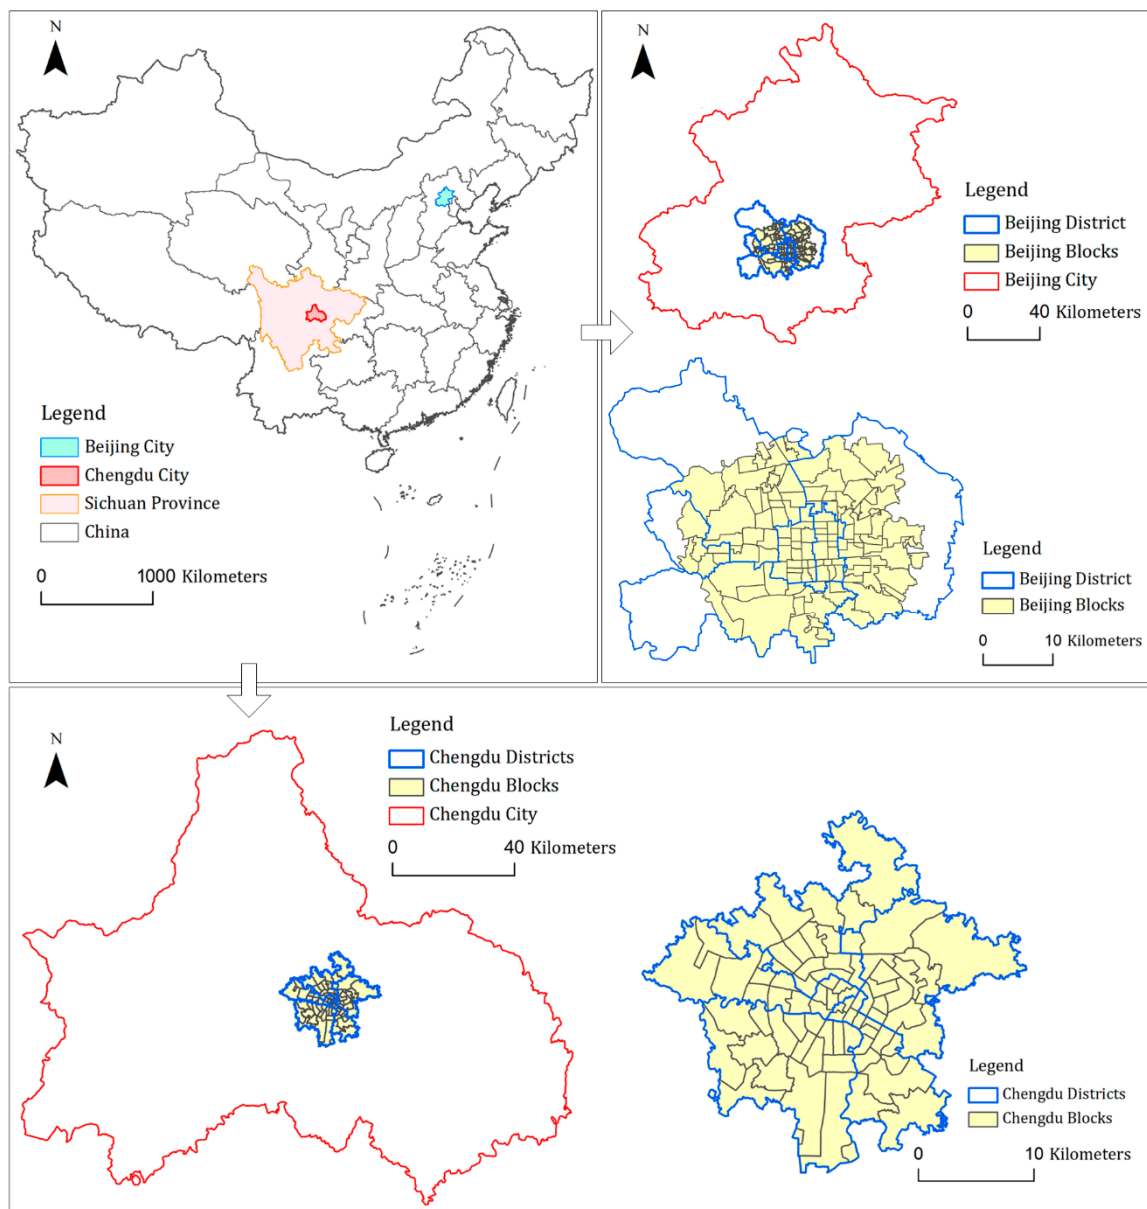 N
Legend
Beijing City
Chengdu City
Sichuan Province
China
0 1000 Kilometers
N
Legend
Beijing District
Beijing Blocks
Beijing City
0 40 Kilometers
Legend
Beijing District
Beijing Blocks
0 10 Kilometers
N
Legend
Chengdu Districts
Chengdu Blocks
Chengdu City
0 40 Kilometers
Legend
Chengdu Districts
Chengdu Blocks
0 10 Kilometers